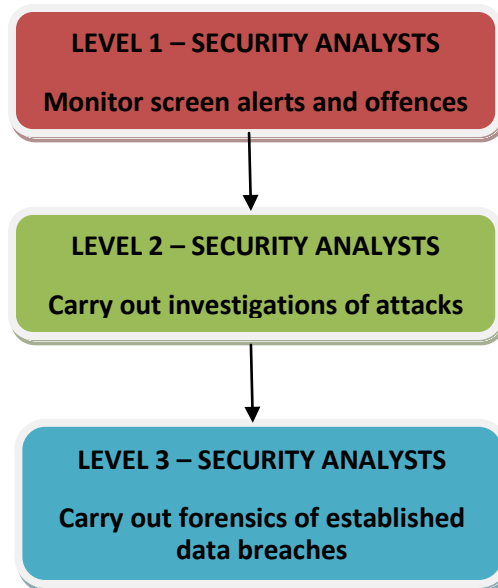 LEVEL 1 – SECURITY ANALYSTS
Monitor screen alerts and offences
LEVEL 2 – SECURITY ANALYSTS
Carry out investigations of attacks
LEVEL 3 – SECURITY ANALYSTS
Carry out forensics of established
data breaches